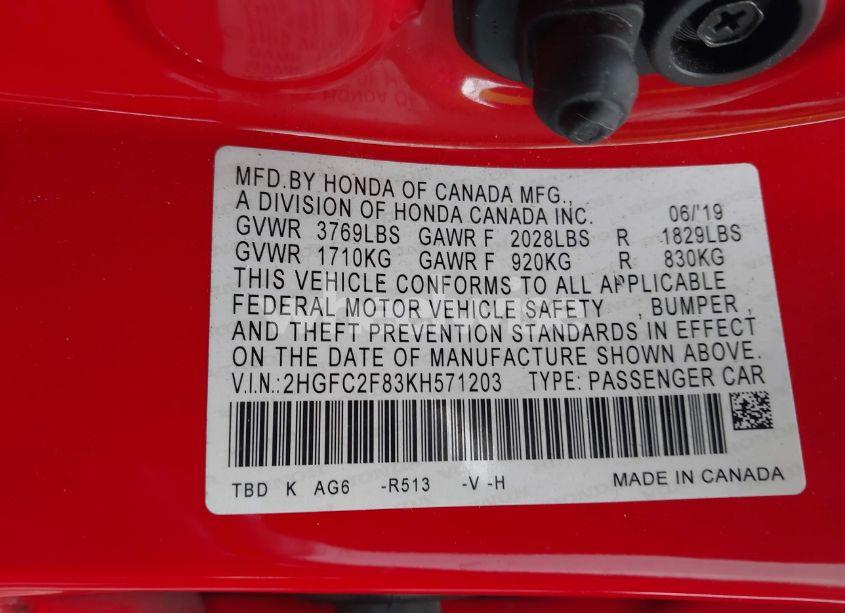 MFD.BY HONDA OF CANADA MFG.,
A DIVISION OF HONDA CANADA INC. 06/'19
GVWR 3769LBS GAWR F 2028LBS R 1829LBS
GVWR 1710KG GAWR F 920KG R 830KG
THIS VEHICLE CONFORMS TO ALL APPLICABLE
FEDERAL MOTOR VEHICLE SAFETY , BUMPER ,
AND THEFT PREVENTION STANDARDS IN EFFECT
ON THE DATE OF MANUFACTURE SHOWN ABOVE.
V.I.N.:2HGFC2F83KH571203 TYPE: PASSENGER CAR
TBD K AG6 -R513 -V -H MADE IN CANADA